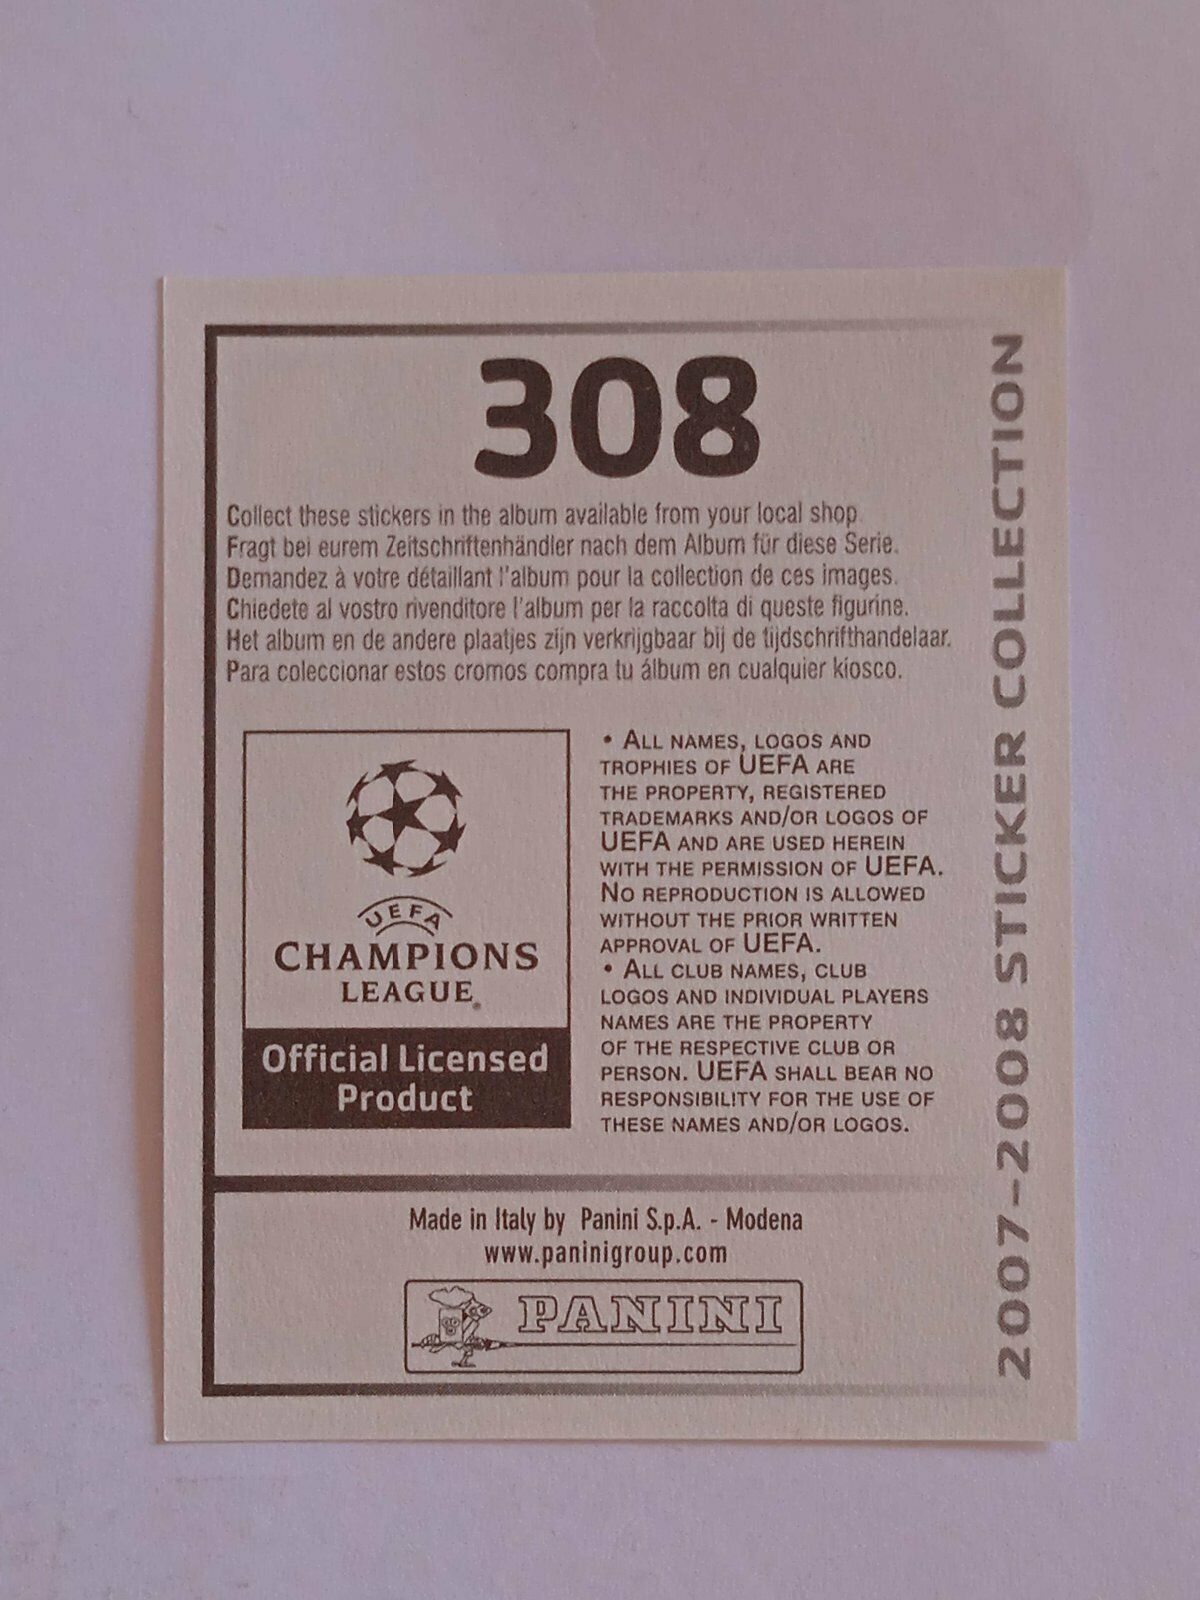 308
Collect these stickers in the album available from your local shop.
Fragt bei eurem Zeitschriftenhändler nach dem Album für diese Serie.
Demandez à votre détaillant l'album pour la collection de ces images.
Chiedete al vostro rivenditore l'album per la raccolta di queste figurine.
Het album en de andere plaatjes zijn verkrijgbaar bij de tijdschrifthandelaar.
Para coleccionar estos cromos compra tu álbum en cualquier kiosco.
UEFA
CHAMPIONS
LEAGUE®
Official Licensed
Product
• ALL NAMES, LOGOS AND
TROPHIES OF UEFA ARE
THE PROPERTY, REGISTERED
TRADEMARKS AND/OR LOGOS OF
UEFA AND ARE USED HEREIN
WITH THE PERMISSION OF UEFA.
NO REPRODUCTION IS ALLOWED
WITHOUT THE PRIOR WRITTEN
APPROVAL OF UEFA.
• ALL CLUB NAMES, CLUB
LOGOS AND INDIVIDUAL PLAYERS
NAMES ARE THE PROPERTY
OF THE RESPECTIVE CLUB OR
PERSON. UEFA SHALL BEAR NO
RESPONSIBILITY FOR THE USE OF
THESE NAMES AND/OR LOGOS.
Made in Italy by Panini S.p.A. - Modena
www.paninigroup.com
PANINI
2007-2008 STICKER COLLECTION